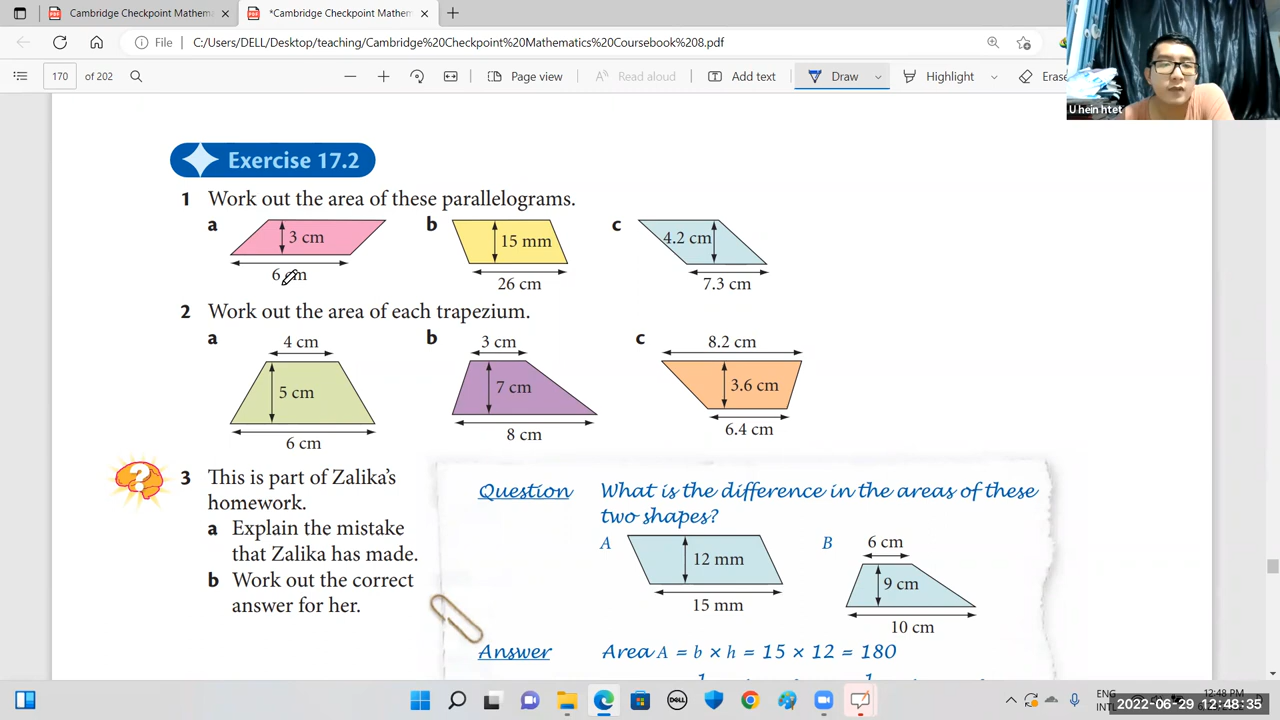 Cambridge Checkpoint Mathema
*Cambridge Checkpoint Mathem
File
C:/Users/DELL/Desktop/teaching/Cambridge%20Checkpoint%20Mathematics%20Coursebook%208.pdf
170 of 202
Page view
Read aloud
Add text
Draw
Highlight
Eras
U hein htet
Exercise 17.2
1 Work out the area of these parallelograms.
a 3 cm 6 cm
b 15 mm 26 cm
c 4.2 cm 7.3 cm
2 Work out the area of each trapezium.
a 4 cm 5 cm 6 cm
b 3 cm 7 cm 8 cm
c 8.2 cm 3.6 cm 6.4 cm
3 This is part of Zalika's
homework.
a Explain the mistake
that Zalika has made.
b Work out the correct
answer for her.
Question What is the difference in the areas of these
two shapes?
A 12 mm 15 mm
B 6 cm 9 cm 10 cm
Answer Area A = b × h = 15 × 12 = 180
DELL
ENG
INTL
12:48 PM
2022-06-29 12:48:35